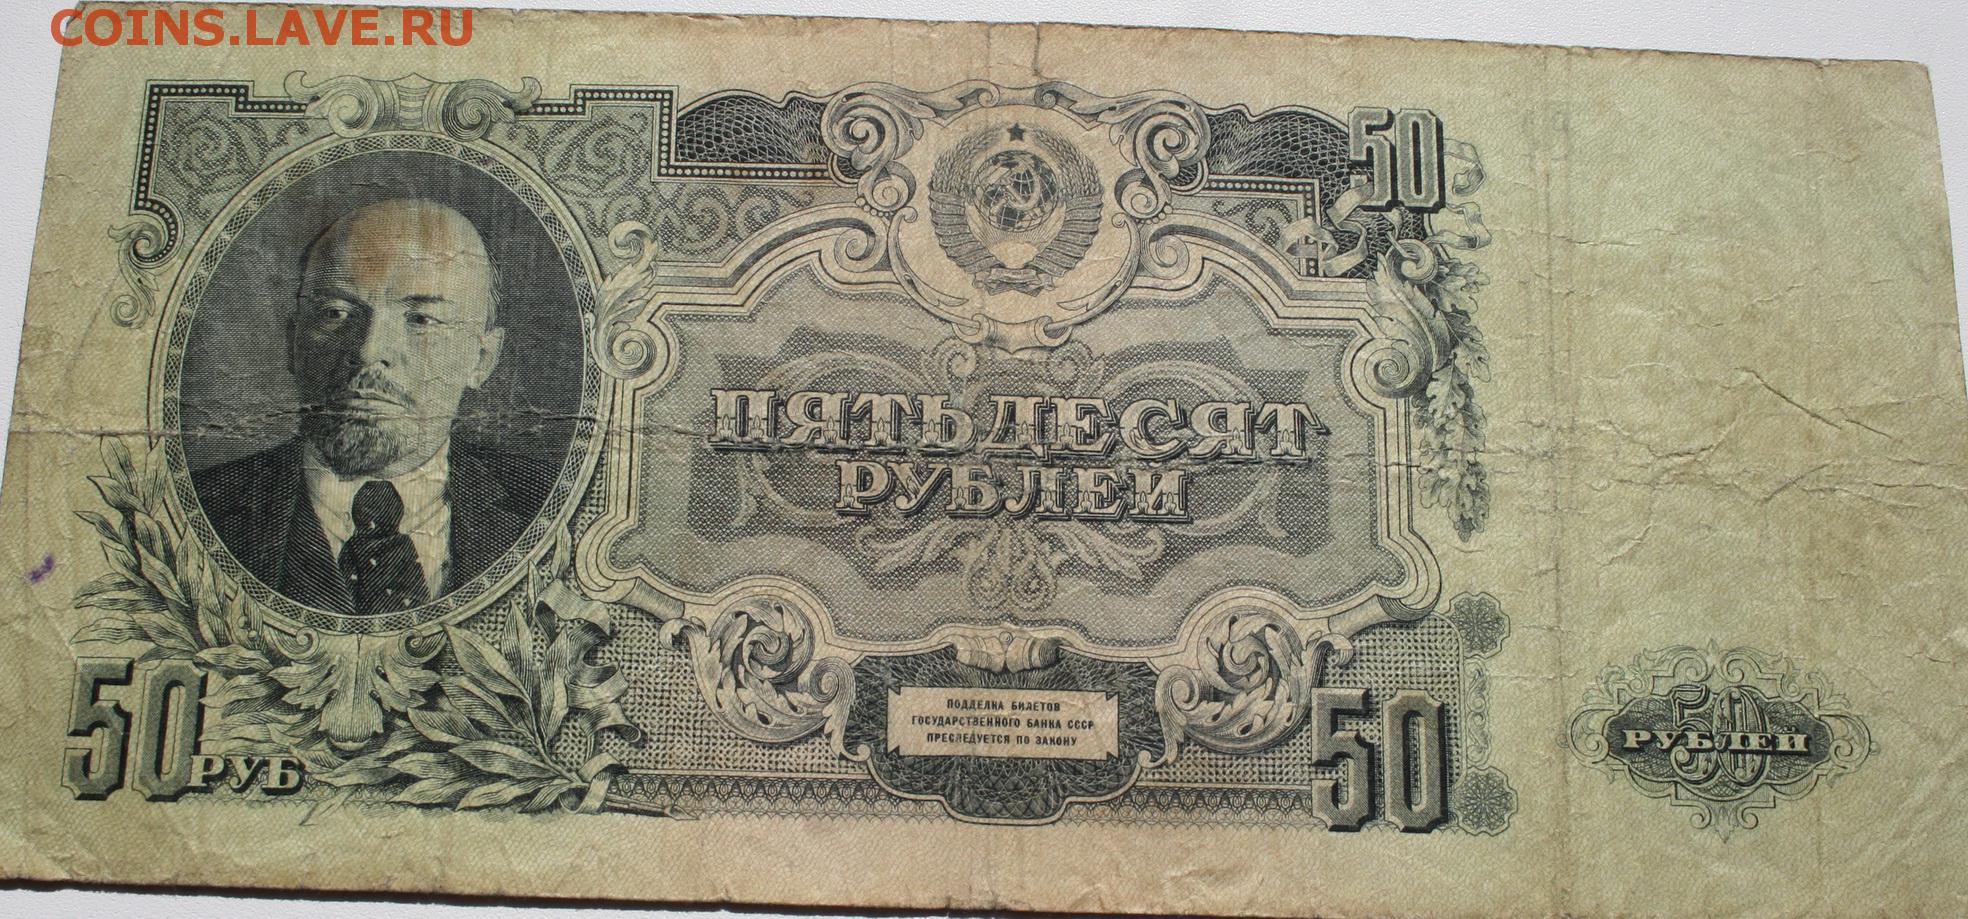 COINS.LAVE.RU
50
ПЯТЬДЕСЯТ
РУБЛЕЙ
ПОДДЕЛКА БИЛЕТОВ
ГОСУДАРСТВЕННОГО БАНКА СССР
ПРЕСЛЕДУЕТСЯ ПО ЗАКОНУ
50 РУБ
50
50
РУБЛЕЙ